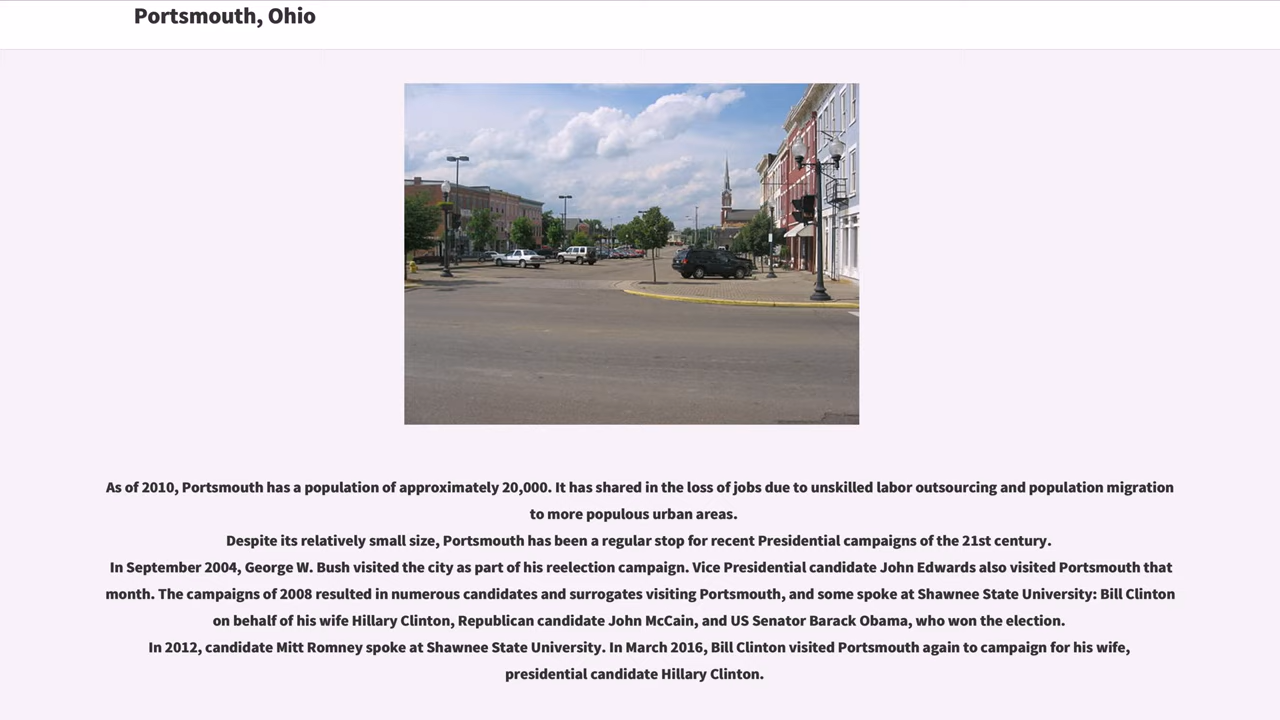 Portsmouth, Ohio
As of 2010, Portsmouth has a population of approximately 20,000. It has shared in the loss of jobs due to unskilled labor outsourcing and population migration
to more populous urban areas.
Despite its relatively small size, Portsmouth has been a regular stop for recent Presidential campaigns of the 21st century.
In September 2004, George W. Bush visited the city as part of his reelection campaign. Vice Presidential candidate John Edwards also visited Portsmouth that
month. The campaigns of 2008 resulted in numerous candidates and surrogates visiting Portsmouth, and some spoke at Shawnee State University: Bill Clinton
on behalf of his wife Hillary Clinton, Republican candidate John McCain, and US Senator Barack Obama, who won the election.
In 2012, candidate Mitt Romney spoke at Shawnee State University. In March 2016, Bill Clinton visited Portsmouth again to campaign for his wife,
presidential candidate Hillary Clinton.